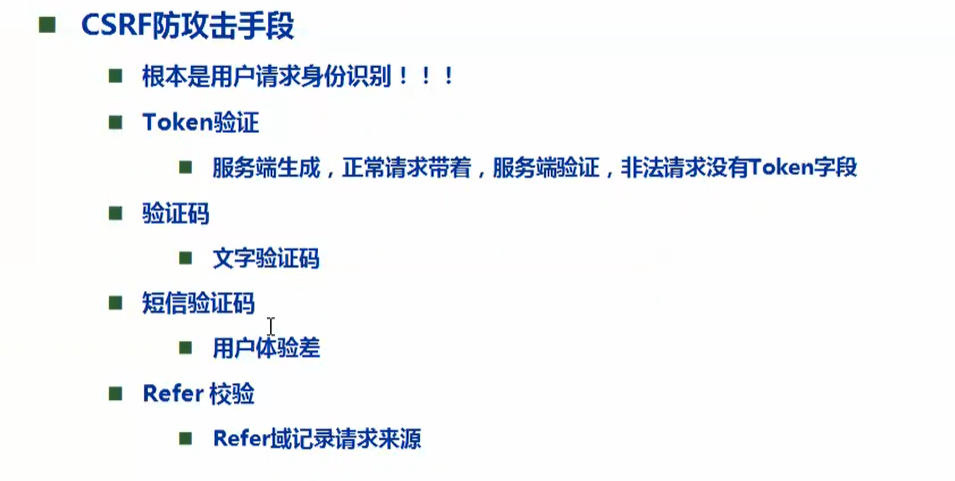 CSRF防攻击手段
根本是用户请求身份识别！！！
Token验证
服务端生成，正常请求带着，服务端验证，非法请求没有Token字段
验证码
文字验证码
短信验证码
用户体验差
Refer 校验
Refer域记录请求来源